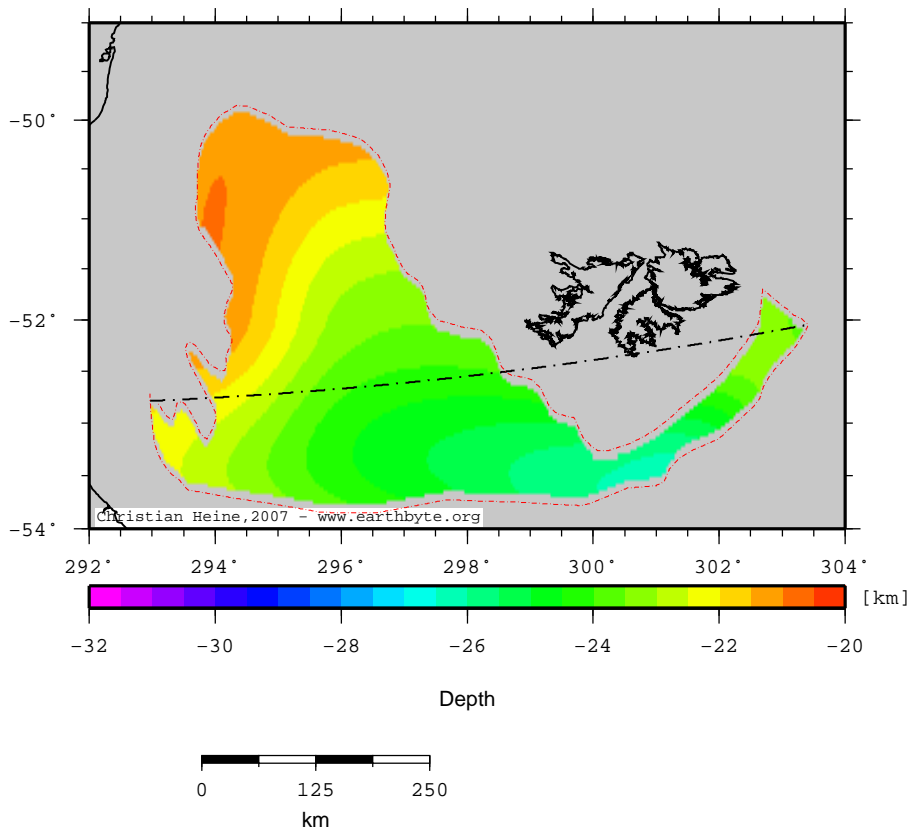 -50°
-52°
-54°
Christian Heine,2007 - www.earthbyte.org
292° 294° 296° 298° 300° 302° 304°
[km]
-32 -30 -28 -26 -24 -22 -20
Depth
0 125 250
km